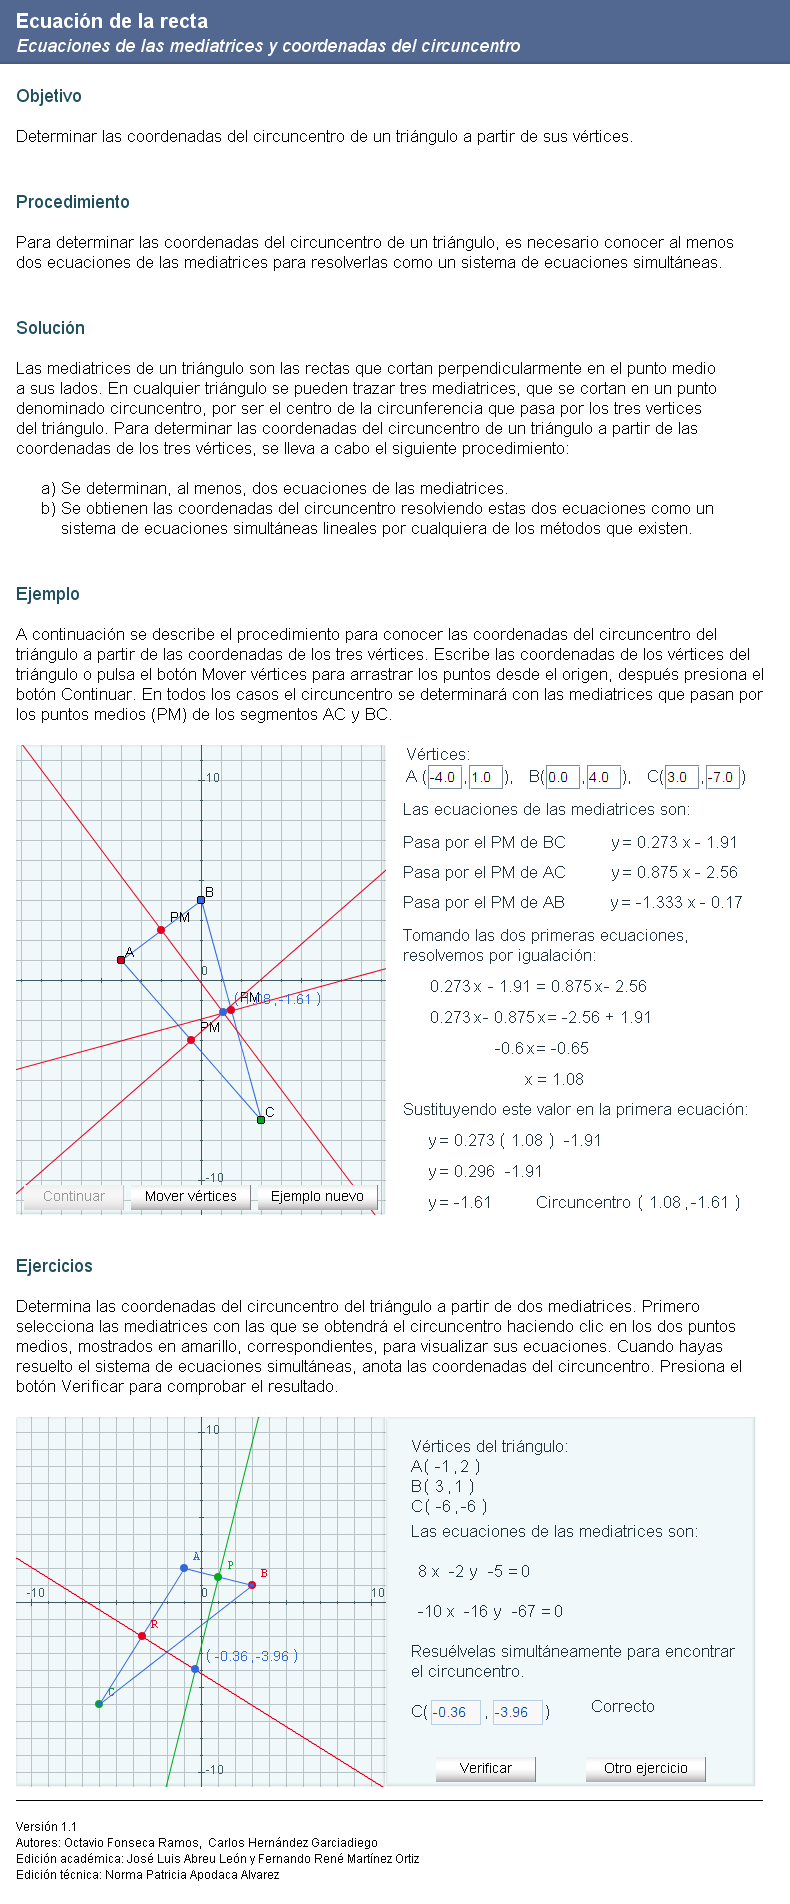 Ecuación de la recta
Ecuaciones de las mediatrices y coordenadas del circuncentro
Objetivo
Determinar las coordenadas del circuncentro de un triángulo a partir de sus vértices.
Procedimiento
Para determinar las coordenadas del circuncentro de un triángulo, es necesario conocer al menos
dos ecuaciones de las mediatrices para resolverlas como un sistema de ecuaciones simultáneas.
Solución
Las mediatrices de un triángulo son las rectas que cortan perpendicularmente en el punto medio
a sus lados. En cualquier triángulo se pueden trazar tres mediatrices, que se cortan en un punto
denominado circuncentro, por ser el centro de la circunferencia que pasa por los tres vertices
del triángulo. Para determinar las coordenadas del circuncentro de un triángulo a partir de las
coordenadas de los tres vértices, se lleva a cabo el siguiente procedimiento:
a) Se determinan, al menos, dos ecuaciones de las mediatrices.
b) Se obtienen las coordenadas del circuncentro resolviendo estas dos ecuaciones como un
sistema de ecuaciones simultáneas lineales por cualquiera de los métodos que existen.
Ejemplo
A continuación se describe el procedimiento para conocer las coordenadas del circuncentro del
triángulo a partir de las coordenadas de los tres vértices. Escribe las coordenadas de los vértices del
triángulo o pulsa el botón Mover vértices para arrastrar los puntos desde el origen, después presiona el
botón Continuar. En todos los casos el circuncentro se determinará con las mediatrices que pasan por
los puntos medios (PM) de los segmentos AC y BC.
10
B
PM
A
0
PM
(1.08,-1.61)
PM
C
-10
Continuar Mover vértices Ejemplo nuevo
Vértices:
A (-4.0 , 1.0 ), B( 0.0 , 4.0 ), C( 3.0 , -7.0 )
Las ecuaciones de las mediatrices son:
Pasa por el PM de BC y = 0.273 x - 1.91
Pasa por el PM de AC y = 0.875 x - 2.56
Pasa por el PM de AB y = -1.333 x - 0.17
Tomando las dos primeras ecuaciones,
resolvemos por igualación:
0.273 x - 1.91 = 0.875 x - 2.56
0.273 x - 0.875 x = -2.56 + 1.91
-0.6 x = -0.65
x = 1.08
Sustituyendo este valor en la primera ecuación:
y = 0.273 ( 1.08 ) -1.91
y = 0.296 -1.91
y = -1.61 Circuncentro ( 1.08 ,-1.61 )
Ejercicios
Determina las coordenadas del circuncentro del triángulo a partir de dos mediatrices. Primero
selecciona las mediatrices con las que se obtendrá el circuncentro haciendo clic en los dos puntos
medios, mostrados en amarillo, correspondientes, para visualizar sus ecuaciones. Cuando hayas
resuelto el sistema de ecuaciones simultáneas, anota las coordenadas del circuncentro. Presiona el
botón Verificar para comprobar el resultado.
10
A
P
B
-10 0 10
R
(-0.36 ,-3.96 )
C
-10
Vértices del triángulo:
A( -1 ,2 )
B( 3 ,1 )
C( -6 ,-6 )
Las ecuaciones de las mediatrices son:
8 x -2 y -5 = 0
-10 x -16 y -67 = 0
Resuélvelas simultáneamente para encontrar
el circuncentro.
C( -0.36 , -3.96 ) Correcto
Verificar Otro ejercicio
Versión 1.1
Autores: Octavio Fonseca Ramos, Carlos Hernández Garciadiego
Edición académica: José Luis Abreu León y Fernando René Martínez Ortiz
Edición técnica: Norma Patricia Apodaca Alvarez